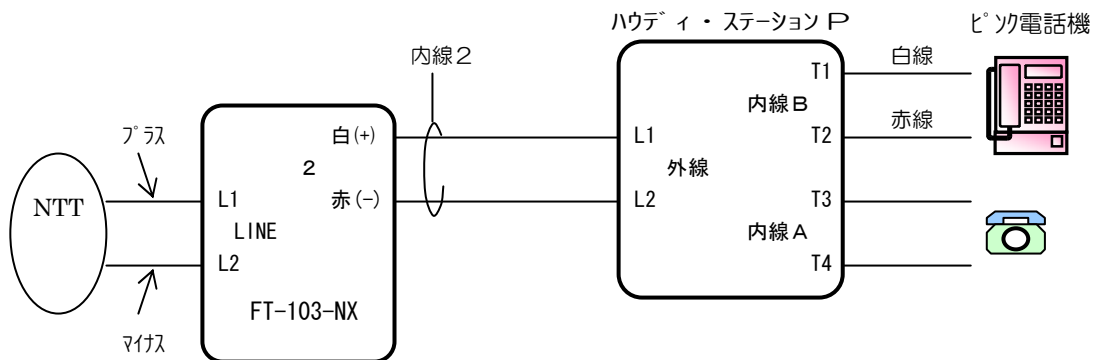 ハウディ・ステーションP
ピンク電話機
内線2
T1
白線
内線B
プラス
白(+)
L1
T2
赤線
2
外線
NTT
L1
赤(-)
L2
T3
LINE
内線A
L2
T4
FT-103-NX
マイナス